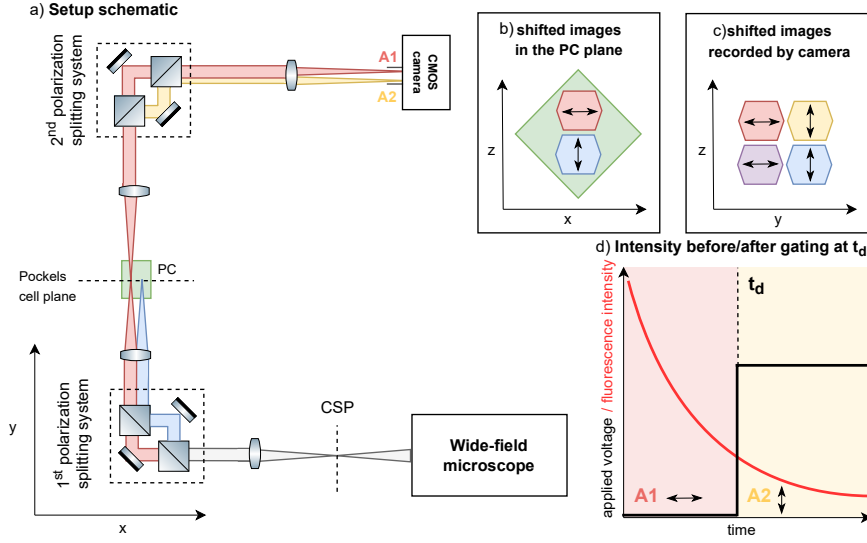 a) Setup schematic
2nd polarization
splitting system
A1
A2
CMOS
camera
Pockels
cell plane
PC
y
x
1st polarization
splitting system
CSP
Wide-field
microscope
b) shifted images
in the PC plane
z
x
c) shifted images
recorded by camera
z
y
d) Intensity before/after gating at td
applied voltage / fluorescence intensity
td
A1
A2
time